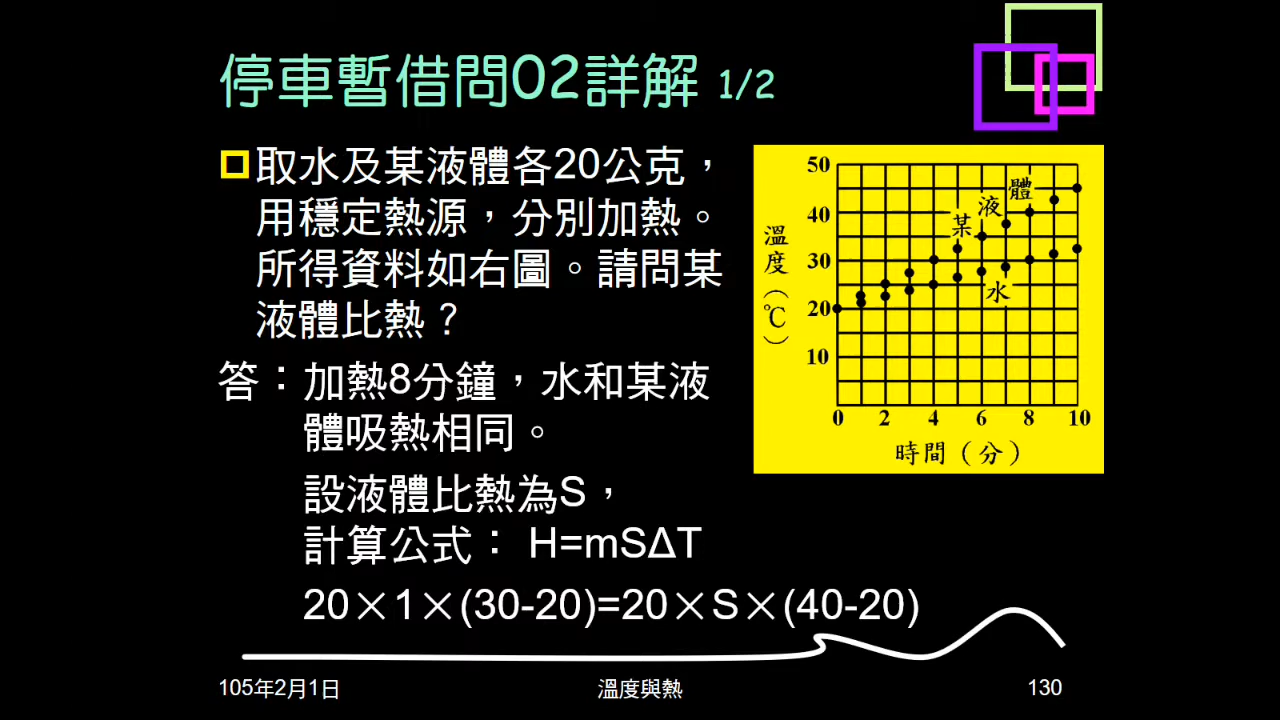 停車暫借問02詳解 1/2
取水及某液體各20公克，
用穩定熱源，分別加熱。
所得資料如右圖。請問某
液體比熱？
答：加熱8分鐘，水和某液
體吸熱相同。
設液體比熱為S，
計算公式： H=mSΔT
20×1×(30-20)=20×S×(40-20)
溫度(℃)
50
40
30
20
10
某液體
水
0 2 4 6 8 10
時間(分)
105年2月1日
溫度與熱
130